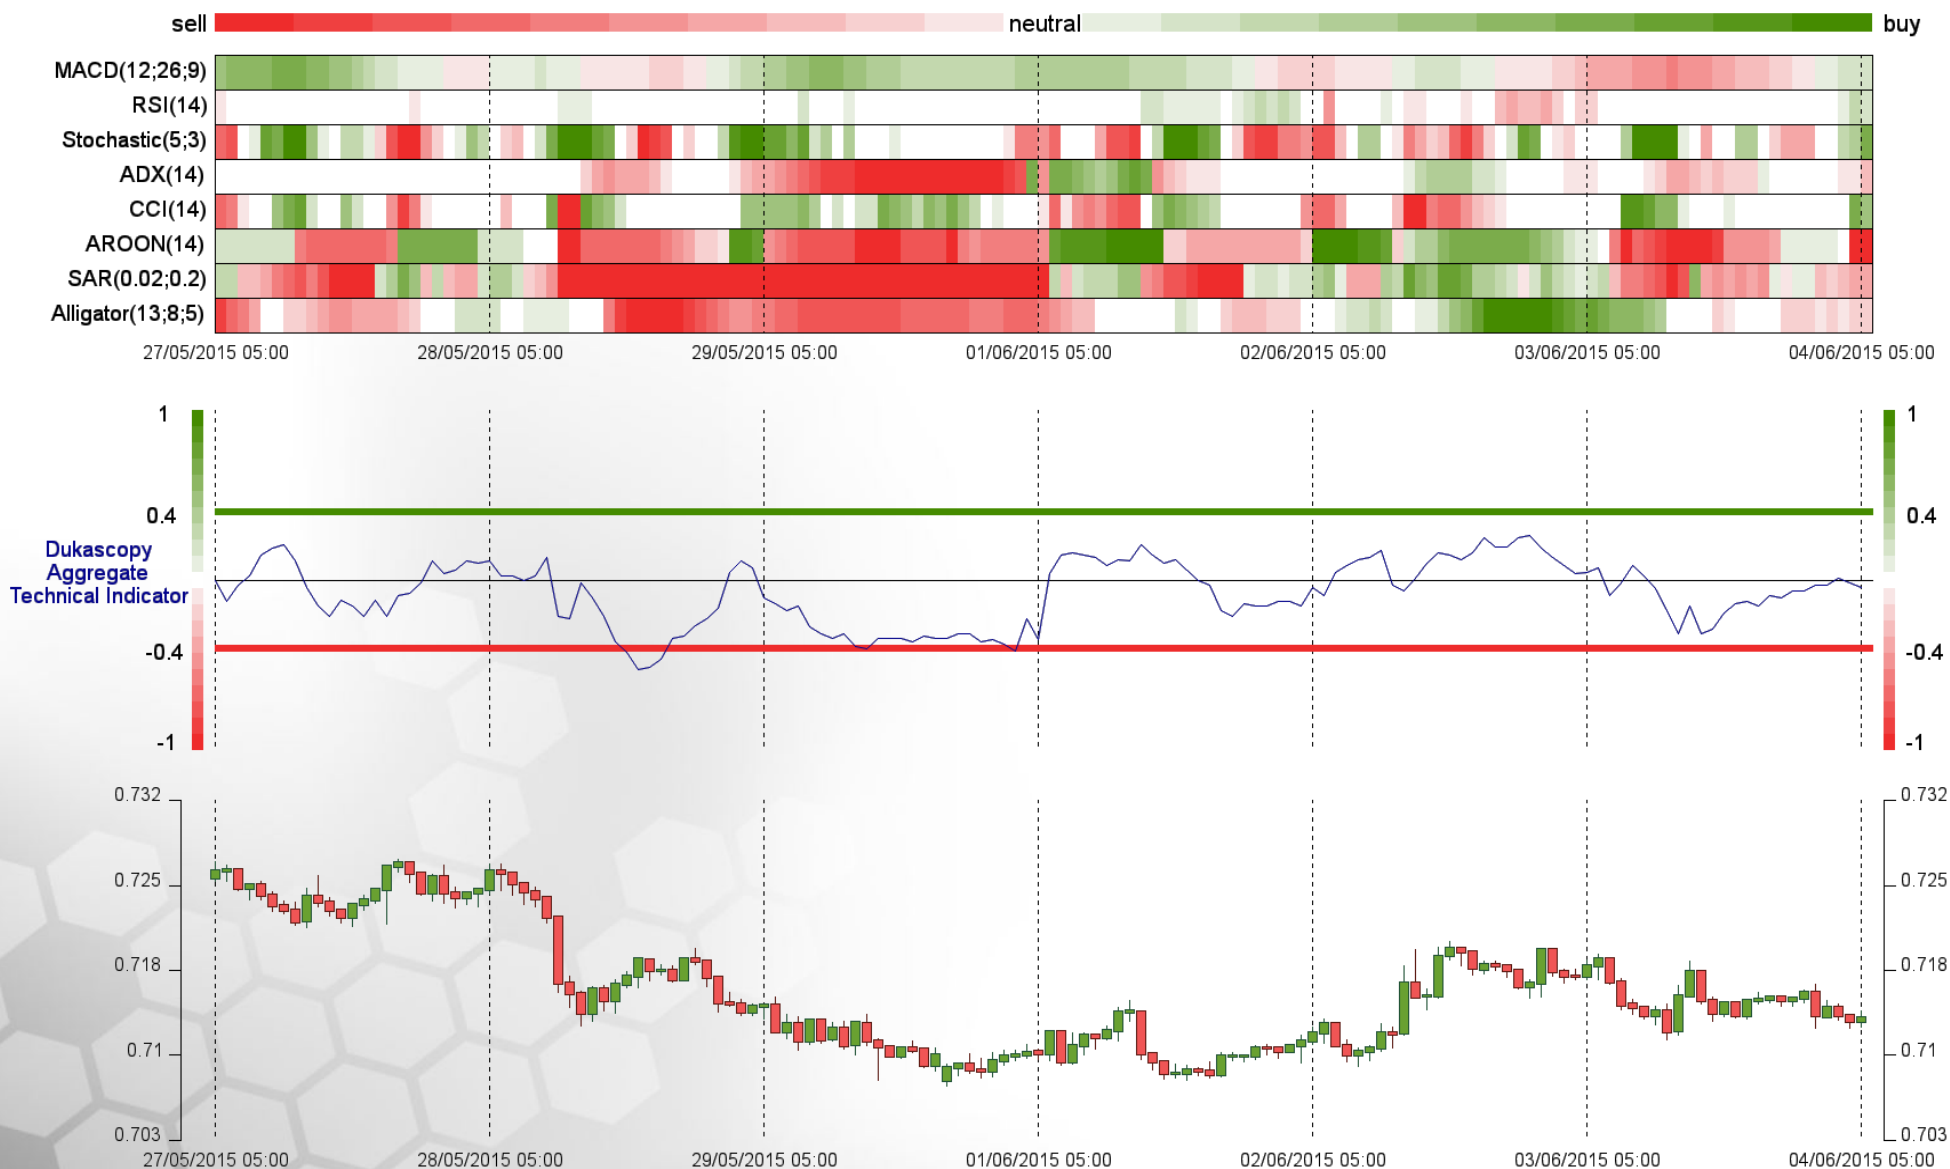 sell neutral buy
MACD(12;26;9)
RSI(14)
Stochastic(5;3)
ADX(14)
CCI(14)
AROON(14)
SAR(0.02;0.2)
Alligator(13;8;5)
27/05/2015 05:00 28/05/2015 05:00 29/05/2015 05:00 01/06/2015 05:00 02/06/2015 05:00 03/06/2015 05:00 04/06/2015 05:00
1 1
0.4 0.4
Dukascopy
Aggregate
Technical Indicator
-0.4 -0.4
-1 -1
0.732 0.732
0.725 0.725
0.718 0.718
0.71 0.71
0.703 0.703
27/05/2015 05:00 28/05/2015 05:00 29/05/2015 05:00 01/06/2015 05:00 02/06/2015 05:00 03/06/2015 05:00 04/06/2015 05:00